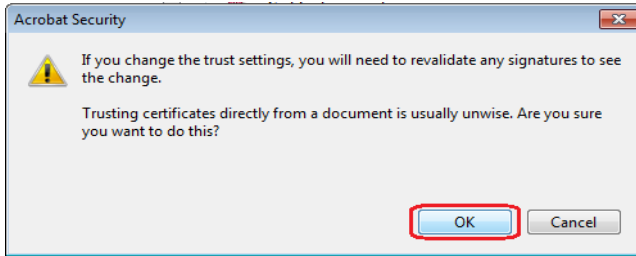 Acrobat Security
If you change the trust settings, you will need to revalidate any signatures to see
the change.
Trusting certificates directly from a document is usually unwise. Are you sure
you want to do this?
OK
Cancel